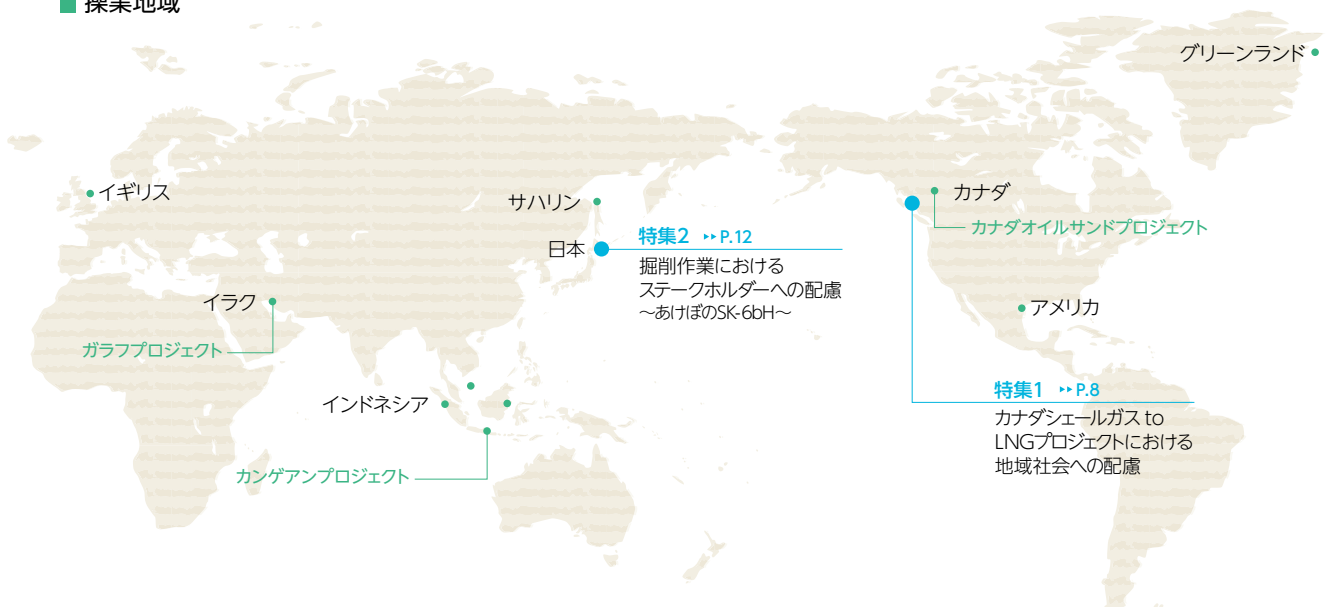 操業地域
グリーンランド
イギリス
サハリン
カナダ
カナダオイルサンドプロジェクト
日本
特集2 ▸▸ P.12
掘削作業における
ステークホルダーへの配慮
～あけぼのSK-6bH～
イラク
アメリカ
ガラフプロジェクト
インドネシア
特集1 ▸▸ P.8
カナダシェールガス to
LNGプロジェクトにおける
地域社会への配慮
カンゲアンプロジェクト